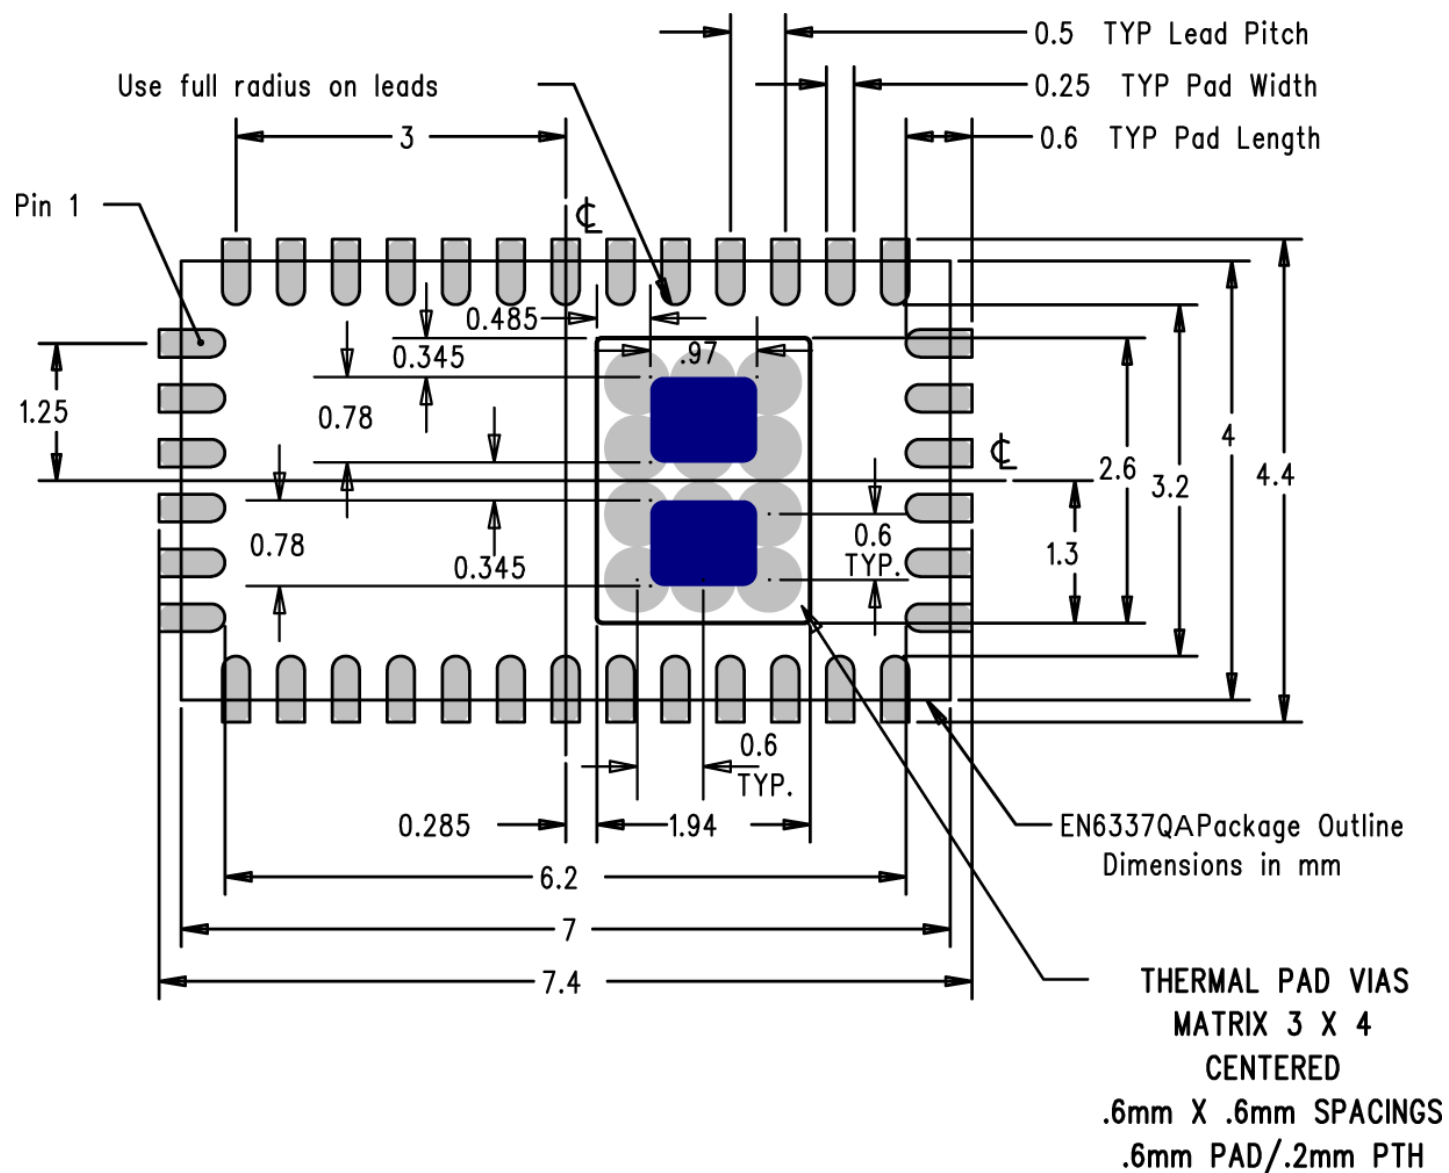 0.5 TYP Lead Pitch
Use full radius on leads
0.25 TYP Pad Width
3
0.6 TYP Pad Length
Pin 1
℄
0.485
0.345
.97
1.25
0.78
4
℄
2.6
3.2
4.4
0.78
0.6
TYP.
1.3
0.345
0.6
TYP.
0.285
1.94
EN6337QAPackage Outline
Dimensions in mm
6.2
7
7.4
THERMAL PAD VIAS
MATRIX 3 X 4
CENTERED
.6mm X .6mm SPACINGS
.6mm PAD/.2mm PTH